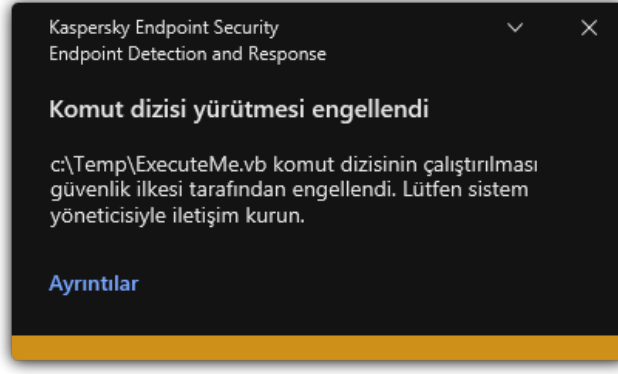 Kaspersky Endpoint Security
Endpoint Detection and Response
Komut dizisi yürütmesi engellendi
c:\Temp\ExecuteMe.vb komut dizisinin çalıştırılması
güvenlik ilkesi tarafından engellendi. Lütfen sistem
yöneticisiyle iletişim kurun.
Ayrıntılar